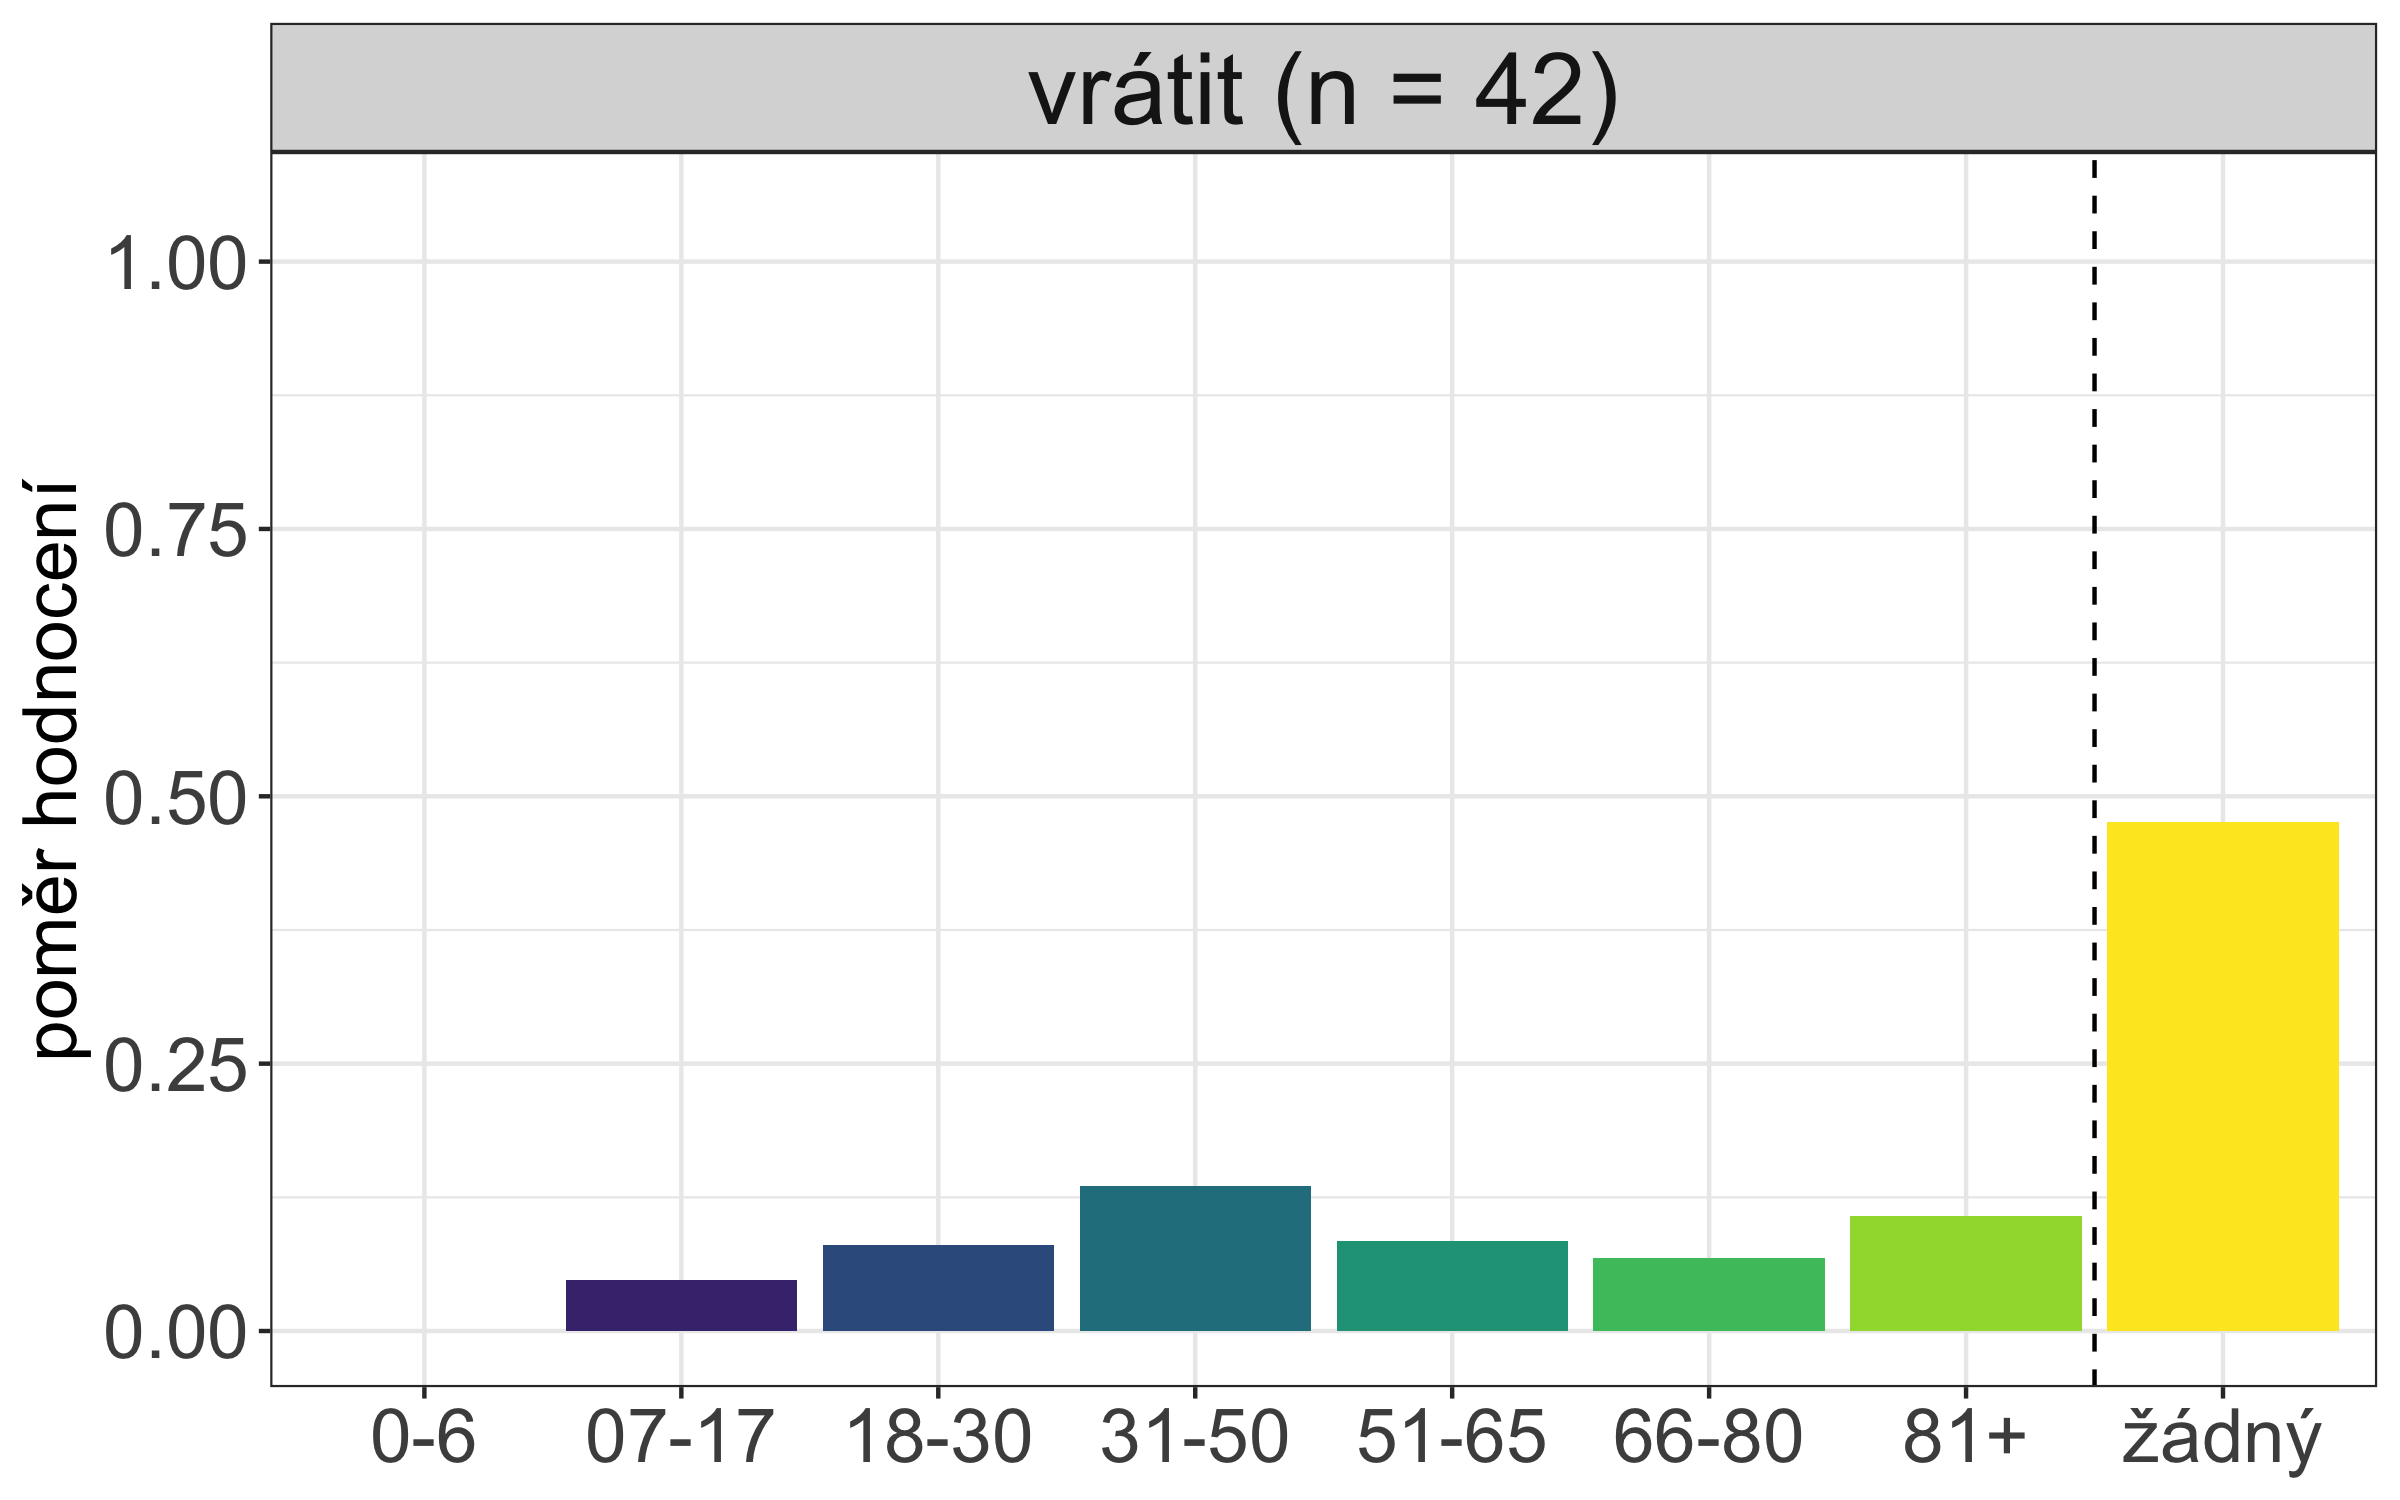 vrátit (n = 42)
poměr hodnocení
1.00
0.75
0.50
0.25
0.00
0-6 07-17 18-30 31-50 51-65 66-80 81+ žádný